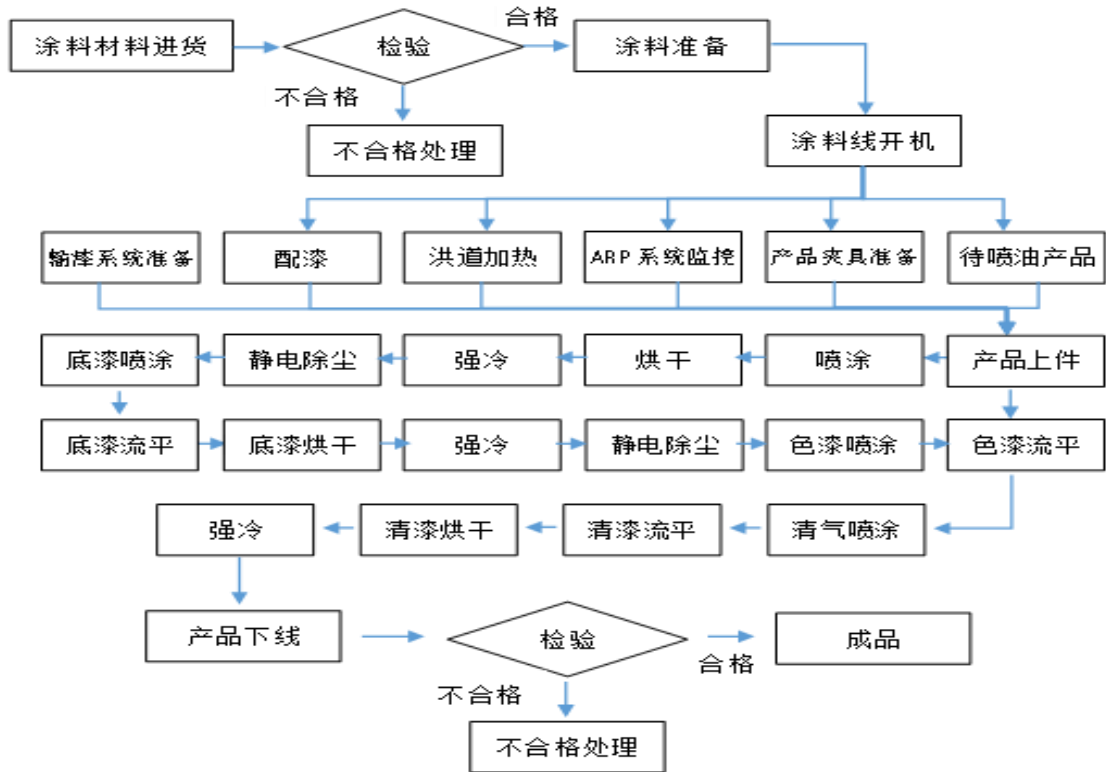 涂料材料进货
检验
合格
涂料准备
不合格
不合格处理
涂料线开机
输漆系统准备
配漆
洪道加热
ARP系统监控
产品夹具准备
待喷油产品
底漆喷涂
静电除尘
强冷
烘干
喷涂
产品上件
底漆流平
底漆烘干
强冷
静电除尘
色漆喷涂
色漆流平
强冷
清漆烘干
清漆流平
清气喷涂
产品下线
检验
合格
成品
不合格
不合格处理